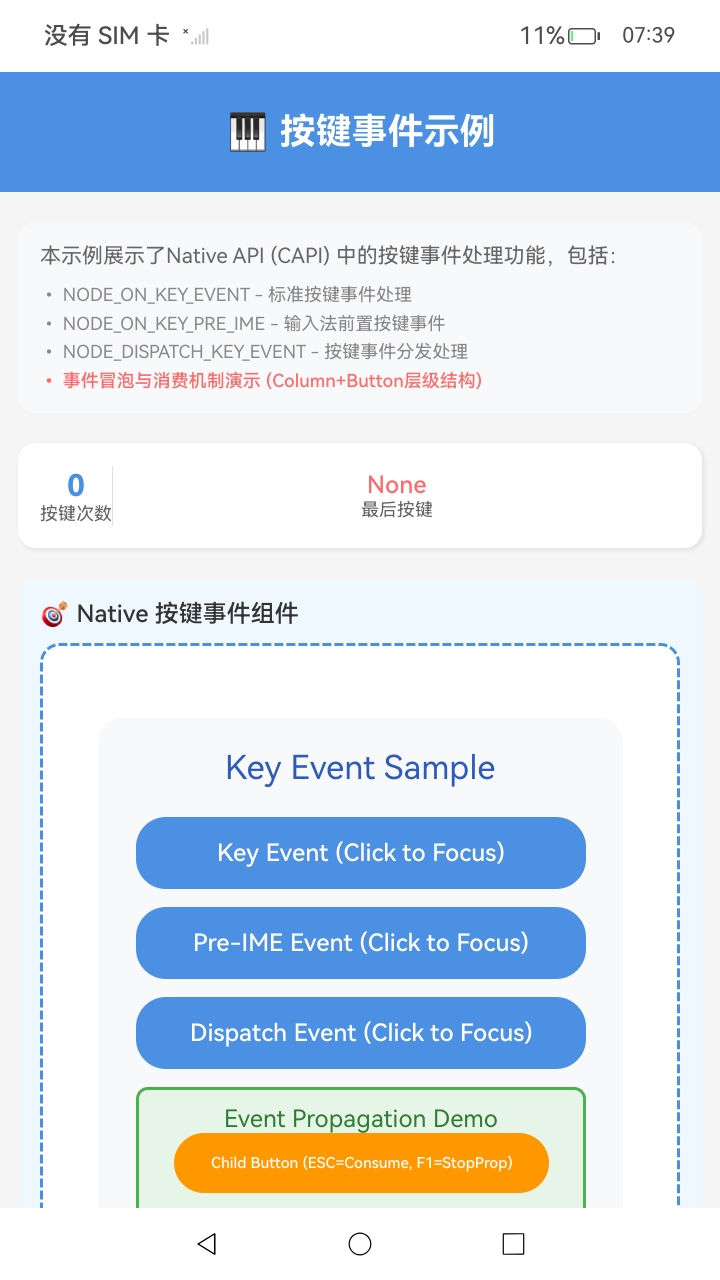 没有 SIM 卡
11%
07:39
🎹 按键事件示例
本示例展示了Native API (CAPI) 中的按键事件处理功能，包括：
• NODE_ON_KEY_EVENT - 标准按键事件处理
• NODE_ON_KEY_PRE_IME - 输入法前置按键事件
• NODE_DISPATCH_KEY_EVENT - 按键事件分发处理
• 事件冒泡与消费机制演示 (Column+Button层级结构)
0
按键次数
None
最后按键
🎯 Native 按键事件组件
Key Event Sample
Key Event (Click to Focus)
Pre-IME Event (Click to Focus)
Dispatch Event (Click to Focus)
Event Propagation Demo
Child Button (ESC=Consume, F1=StopProp)